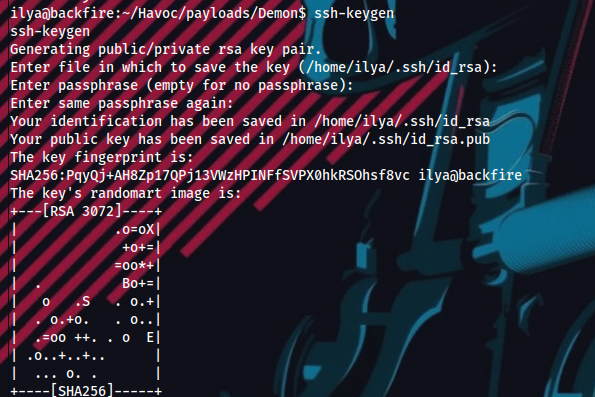 ilya@backfire:~/Havoc/payloads/Demon$ ssh-keygen
ssh-keygen
Generating public/private rsa key pair.
Enter file in which to save the key (/home/ilya/.ssh/id_rsa):
Enter passphrase (empty for no passphrase):
Enter same passphrase again:
Your identification has been saved in /home/ilya/.ssh/id_rsa
Your public key has been saved in /home/ilya/.ssh/id_rsa.pub
The key fingerprint is:
SHA256:PqyQj+AH8Zp17QPj13VWzHPINFfSVPX0hkRSOhsf8vc ilya@backfire
The key's randomart image is:
+---[RSA 3072]----+
|            .o=oX|
|             +o+=|
|            =oo*+|
|  .          Bo+=|
|   o   .S   . o.+|
|  . o.+o.   . o..|
|  .=oo ++. . o  E|
| .o..+..+..      |
|  ... o. .       |
+----[SHA256]-----+